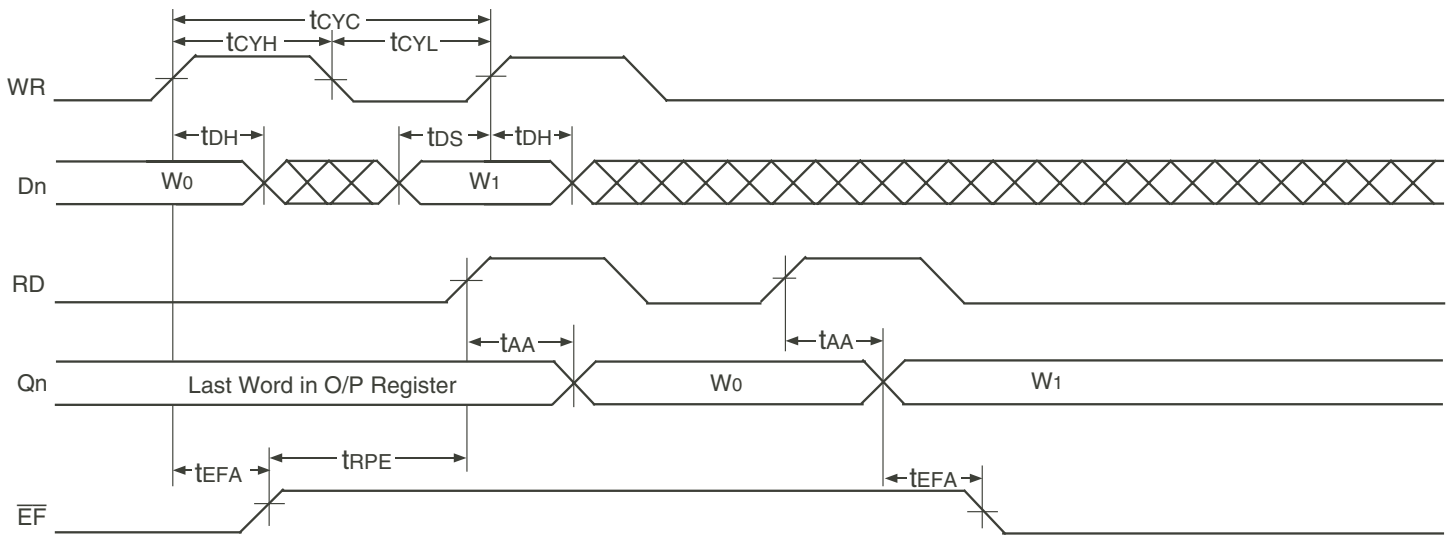 tCYC
tCYH tCYL
WR
tDH tDS tDH
Dn W0 W1
RD
tAA tAA
Qn Last Word in O/P Register W0 W1
tEFA tRPE tEFA
E̅F̅